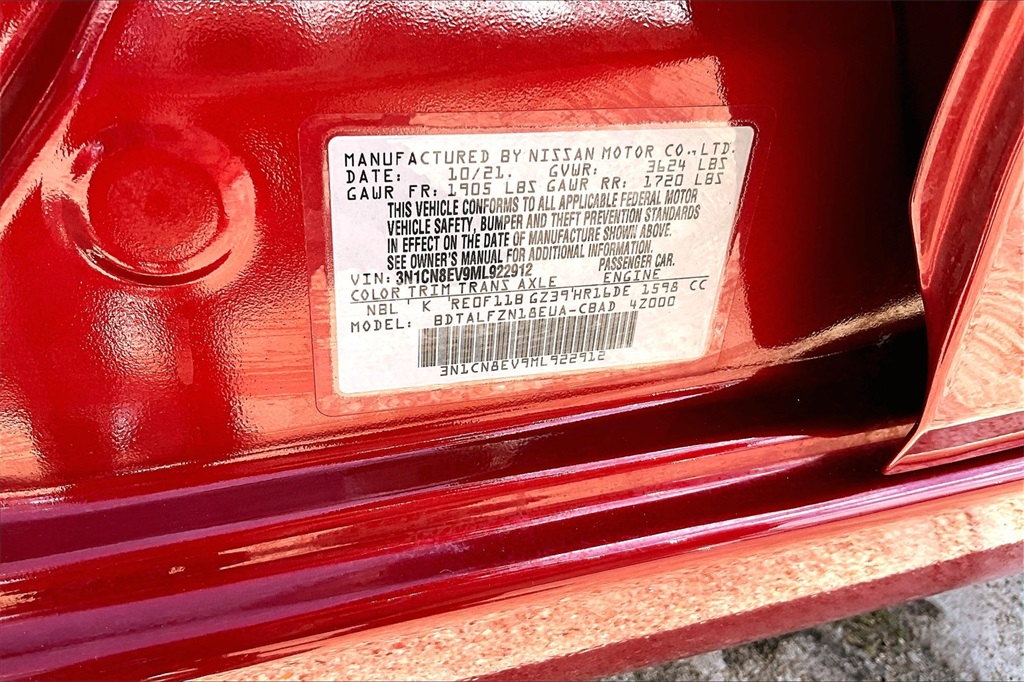 MANUFACTURED BY NISSAN MOTOR CO.,LTD.
DATE: 10/21. GVWR: 3624 LBS
GAWR FR: 1905 LBS GAWR RR: 1720 LBS
THIS VEHICLE CONFORMS TO ALL APPLICABLE FEDERAL MOTOR
VEHICLE SAFETY, BUMPER AND THEFT PREVENTION STANDARDS
IN EFFECT ON THE DATE OF MANUFACTURE SHOWN ABOVE.
SEE OWNER'S MANUAL FOR ADDITIONAL INFORMATION.
VIN: 3N1CN8EV9ML922912 PASSENGER CAR.
COLOR TRIM TRANS AXLE ENGINE
NBL K RE0F11B GZ39 HR16DE 1598 CC
MODEL: BDTALFZN18EUA-CBAD 4Z000
3N1CN8EV9ML922912